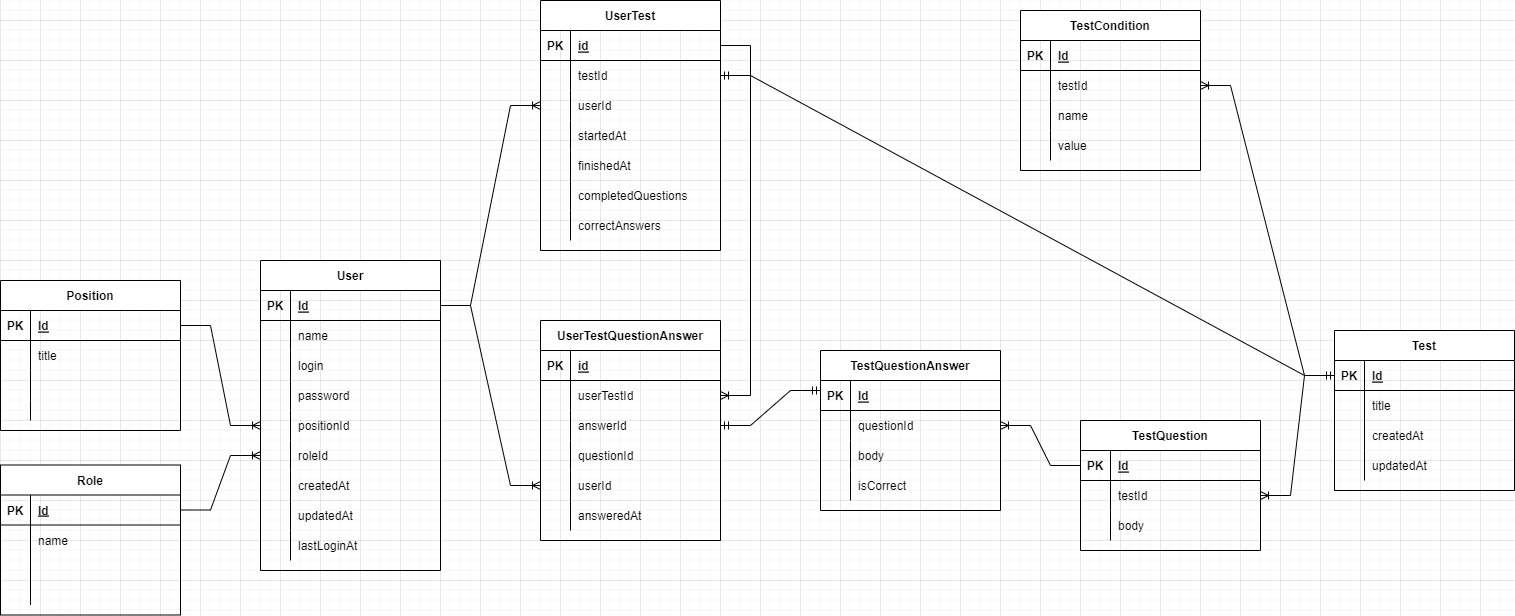 UserTest
PK id
testId
userId
startedAt
finishedAt
completedQuestions
correctAnswers
TestCondition
PK Id
testId
name
value
Position
PK Id
title
Role
PK Id
name
User
PK Id
name
login
password
positionId
roleId
createdAt
updatedAt
lastLoginAt
UserTestQuestionAnswer
PK id
userTestId
answerId
questionId
userId
answeredAt
TestQuestionAnswer
PK Id
questionId
body
isCorrect
TestQuestion
PK Id
testId
body
Test
PK Id
title
createdAt
updatedAt